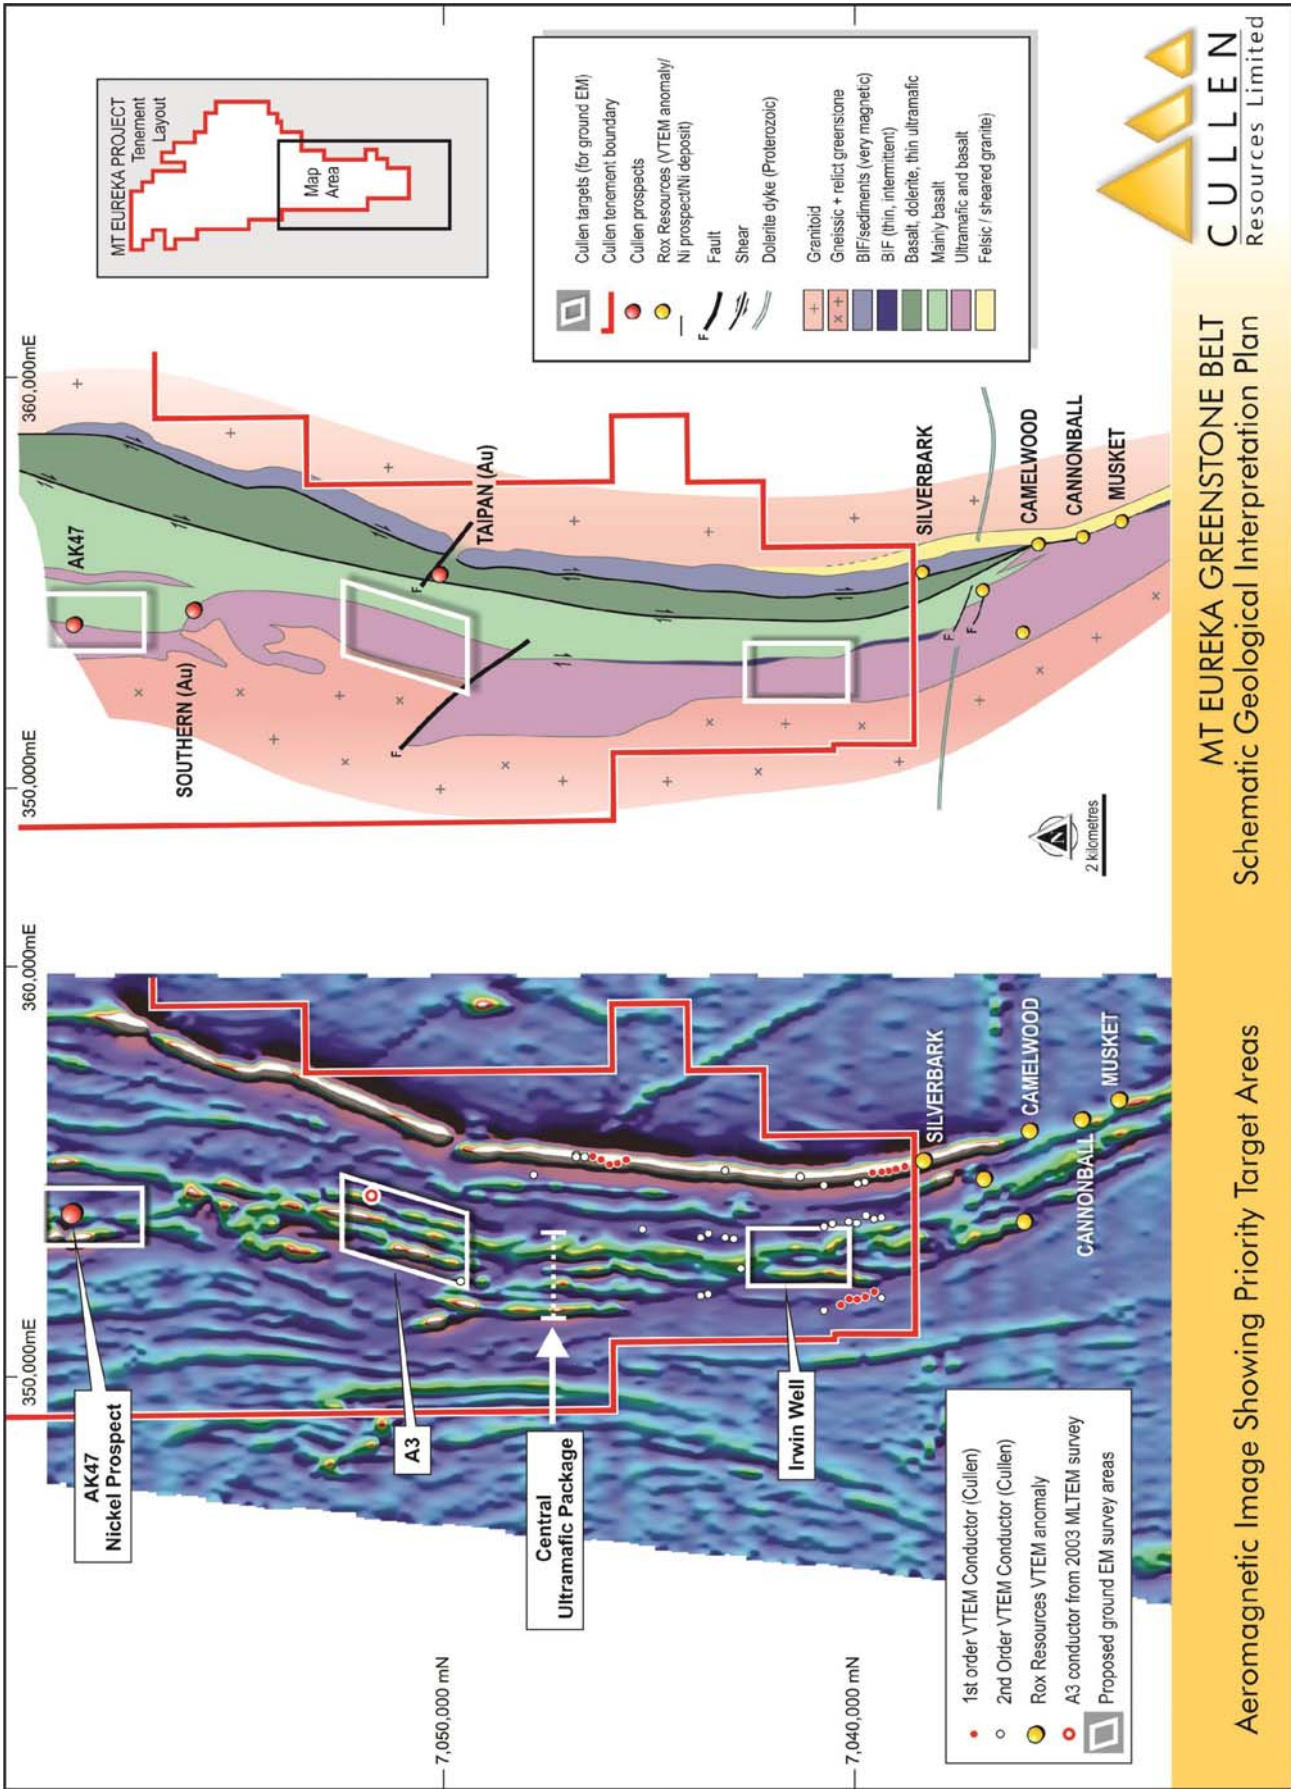 360,000mE
350,000mE
AK47
Nickel Prospect
A3
Central
Ultramafic Package
Irwin Well
SILVERBARK
CAMELWOOD
CANNONBALL
MUSKET
7,050,000 mN
7,040,000 mN
1st order VTEM Conductor (Cullen)
2nd Order VTEM Conductor (Cullen)
Rox Resources VTEM anomaly
A3 conductor from 2003 MLTEM survey
Proposed ground EM survey areas
Aeromagnetic Image Showing Priority Target Areas
350,000mE
360,000mE
AK47
SOUTHERN (Au)
TAIPAN (Au)
F
F
F
F
SILVERBARK
CAMELWOOD
CANNONBALL
MUSKET
N
2 kilometres
MT EUREKA PROJECT
Tenement
Layout
Map
Area
Cullen targets (for ground EM)
Cullen tenement boundary
Cullen prospects
Rox Resources (VTEM anomaly/
Ni prospect/Ni deposit)
F
Fault
Shear
Dolerite dyke (Proterozoic)
Granitoid
Gneissic + relict greenstone
BIF/sediments (very magnetic)
BIF (thin, intermittent)
Basalt, dolerite, thin ultramafic
Mainly basalt
Ultramafic and basalt
Felsic / sheared granite)
MT EUREKA GREENSTONE BELT
Schematic Geological Interpretation Plan
CULLEN
Resources Limited